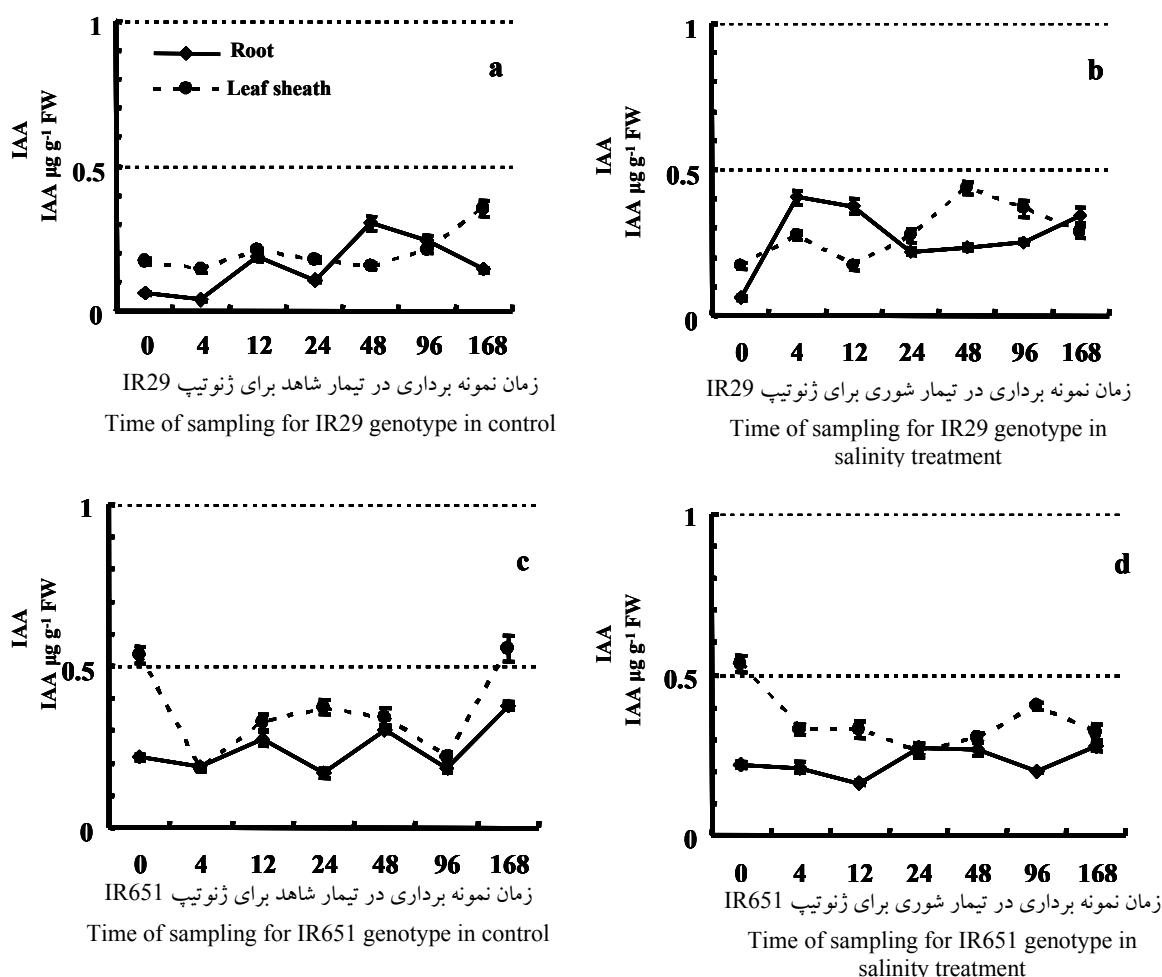 1
Root
Leaf sheath
a
IAA
IAA µg g-1 FW
0.5
0
0 4 12 24 48 96 168
زمان نمونه برداری در تیمار شاهد برای ژنوتیپ IR29
Time of sampling for IR29 genotype in control
1
b
IAA
IAA µg g-1 FW
0.5
0
0 4 12 24 48 96 168
زمان نمونه برداری در تیمار شوری برای ژنوتیپ IR29
Time of sampling for IR29 genotype in
salinity treatment
1
c
IAA
IAA µg g-1 FW
0.5
0
0 4 12 24 48 96 168
زمان نمونه برداری در تیمار شاهد برای ژنوتیپ IR651
Time of sampling for IR651 genotype in control
1
d
IAA
IAA µg g-1 FW
0.5
0
0 4 12 24 48 96 168
زمان نمونه برداری در تیمار شوری برای ژنوتیپ IR651
Time of sampling for IR651 genotype in
salinity treatment